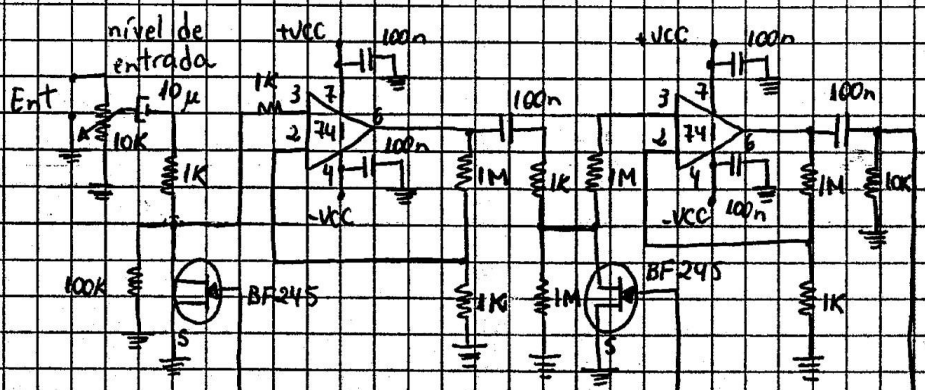 nível de
entrada
Ent
10µ
10K
1K
100K
BF245
S
+VCC
100n
1K
3
7
2
741
6
4
100n
-VCC
100n
1M
1K
1K
1M
1M
BF245
S
+VCC
100n
3
7
2
741
6
4
-VCC
100n
100n
1M
10K
1K